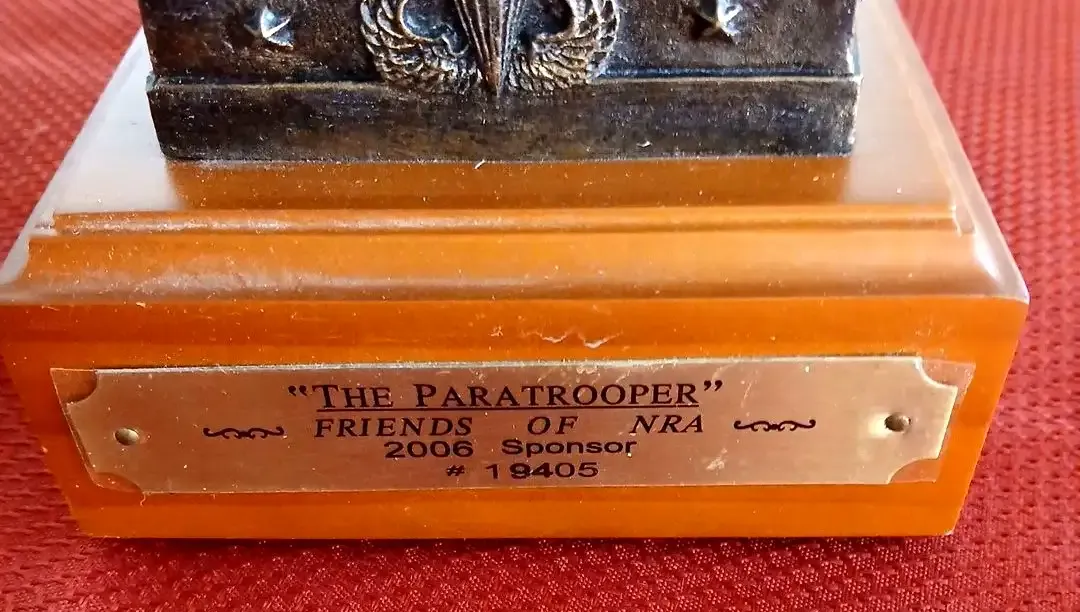 "THE PARATROOPER"
FRIENDS OF NRA
2006 Sponsor
# 19405